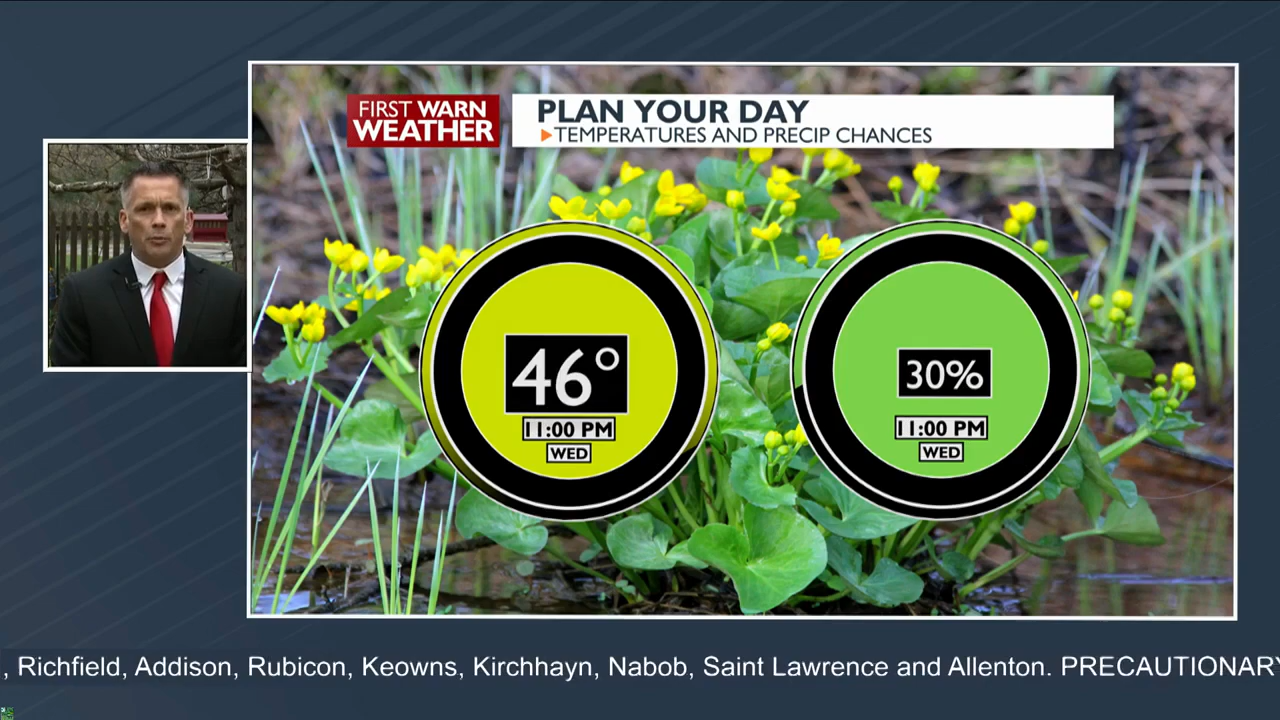 FIRST WARN
WEATHER
PLAN YOUR DAY
TEMPERATURES AND PRECIP CHANCES
46°
11:00 PM
WED
30%
11:00 PM
WED
, Richfield, Addison, Rubicon, Keowns, Kirchhayn, Nabob, Saint Lawrence and Allenton. PRECAUTIONARY